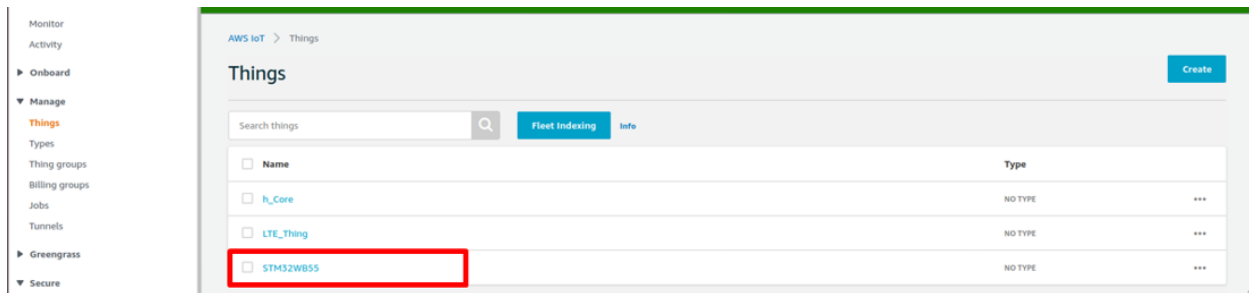 Monitor
Activity
Onboard
Manage
Things
Types
Thing groups
Billing groups
Jobs
Tunnels
Greengrass
Secure
AWS IoT > Things
Things
Create
Search things
Fleet Indexing Info
Name Type
h_Core NO TYPE
LTE_Thing NO TYPE
STM32WB55 NO TYPE